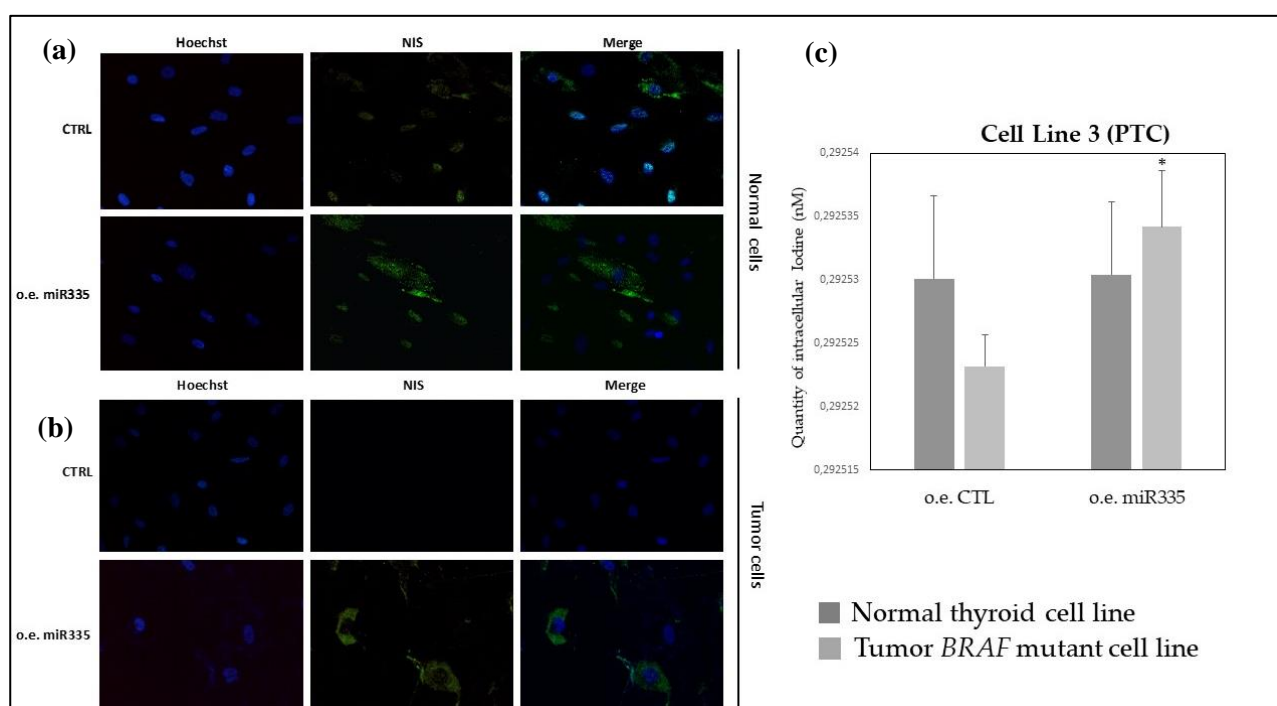 (a)
Hoechst
NIS
Merge
CTRL
o.e. miR335
Normal cells
(b)
Hoechst
NIS
Merge
CTRL
o.e. miR335
Tumor cells
(c)
Cell Line 3 (PTC)
Quantity of intracellular Iodine (nM)
0,29254
0,292535
0,29253
0,292525
0,29252
0,292515
*
o.e. CTL
o.e. miR335
Normal thyroid cell line
Tumor BRAF mutant cell line